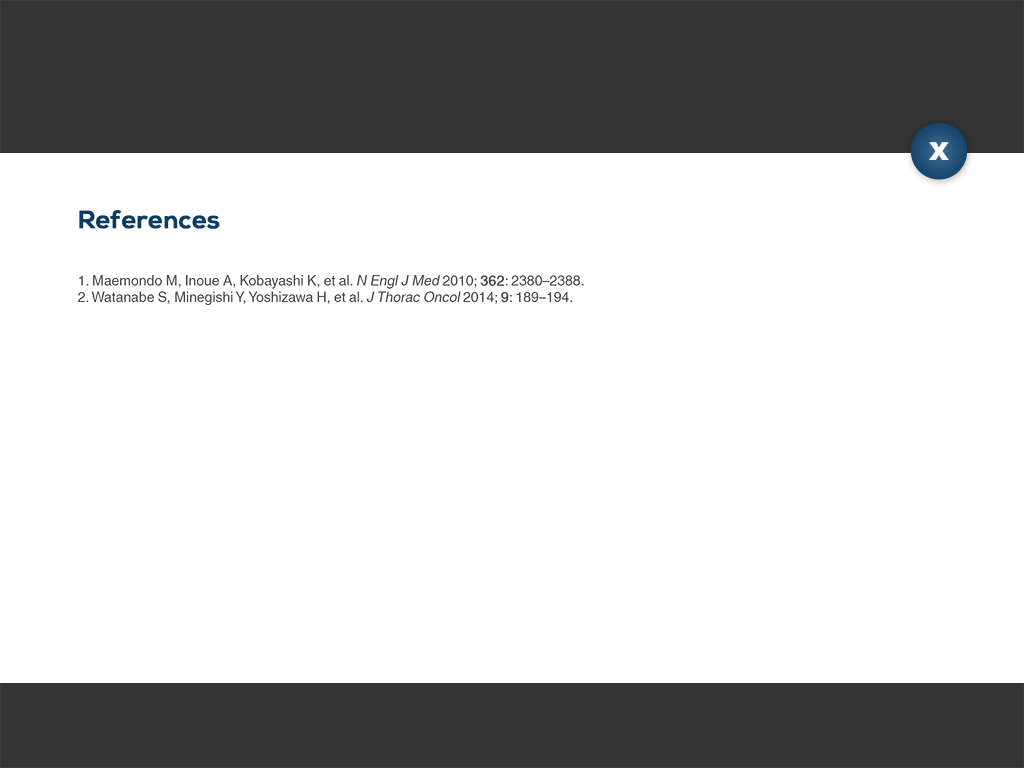 X
References
1. Maemondo M, Inoue A, Kobayashi K, et al. N Engl J Med 2010; 362: 2380–2388.
2. Watanabe S, Minegishi Y, Yoshizawa H, et al. J Thorac Oncol 2014; 9: 189–194.